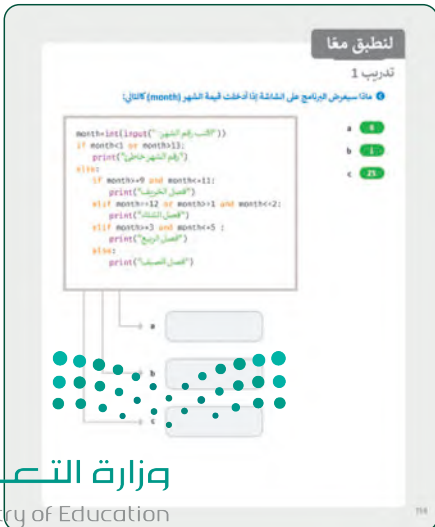 لنطبق معًا
تدريب 1
ماذا سيعرض البرنامج على الشاشة إذا أدخلت قيمة الشهر (month) كالتالي:
a
b 1
c 25
month=int(input("اكتب رقم الشهر:"))
if month<1 or month>13:
print("رقم الشهر خاطئ")
else:
if month>=9 and month<=11:
print("فصل الخريف")
elif month==12 or month>=1 and month<=2:
print("فصل الشتاء")
elif month>=3 and month<=5 :
print("فصل الربيع")
else:
print("فصل الصيف")
a
b
c
وزارة التع
ry of Education
114